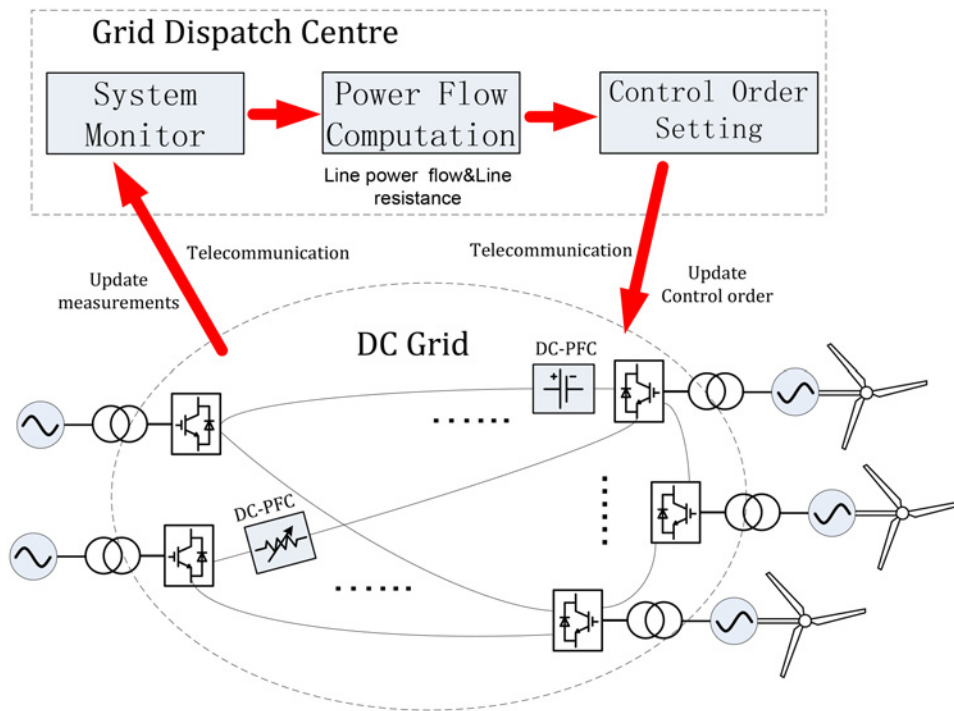 Grid Dispatch Centre
System
Monitor
Power Flow
Computation
Control Order
Setting
Line power flow&Line
resistance
Telecommunication
Update
measurements
Telecommunication
Update
Control order
DC Grid
DC-PFC
DC-PFC